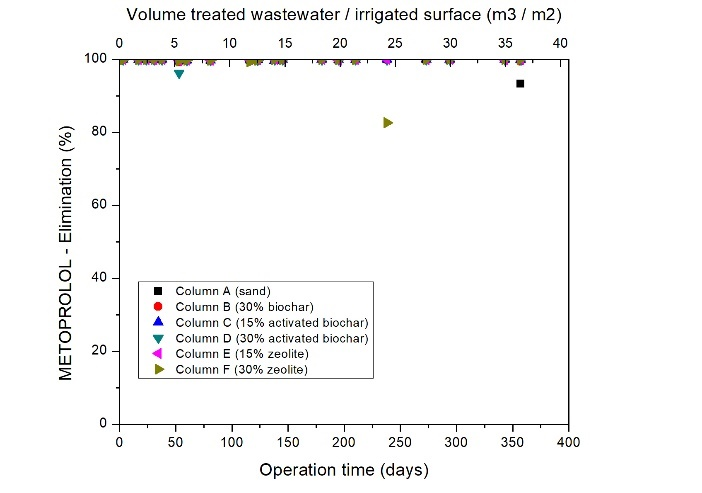 Volume treated wastewater / irrigated surface (m3 / m2)
0 5 10 15 20 25 30 35 40
100
80
60
40
20
0
METOPROLOL - Elimination (%)
Column A (sand)
Column B (30% biochar)
Column C (15% activated biochar)
Column D (30% activated biochar)
Column E (15% zeolite)
Column F (30% zeolite)
0 50 100 150 200 250 300 350 400
Operation time (days)